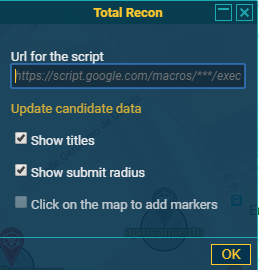 Total Recon
Url for the script
https://script.google.com/macros/***/exec
Update candidate data
Show titles
Show submit radius
Click on the map to add markers
OK